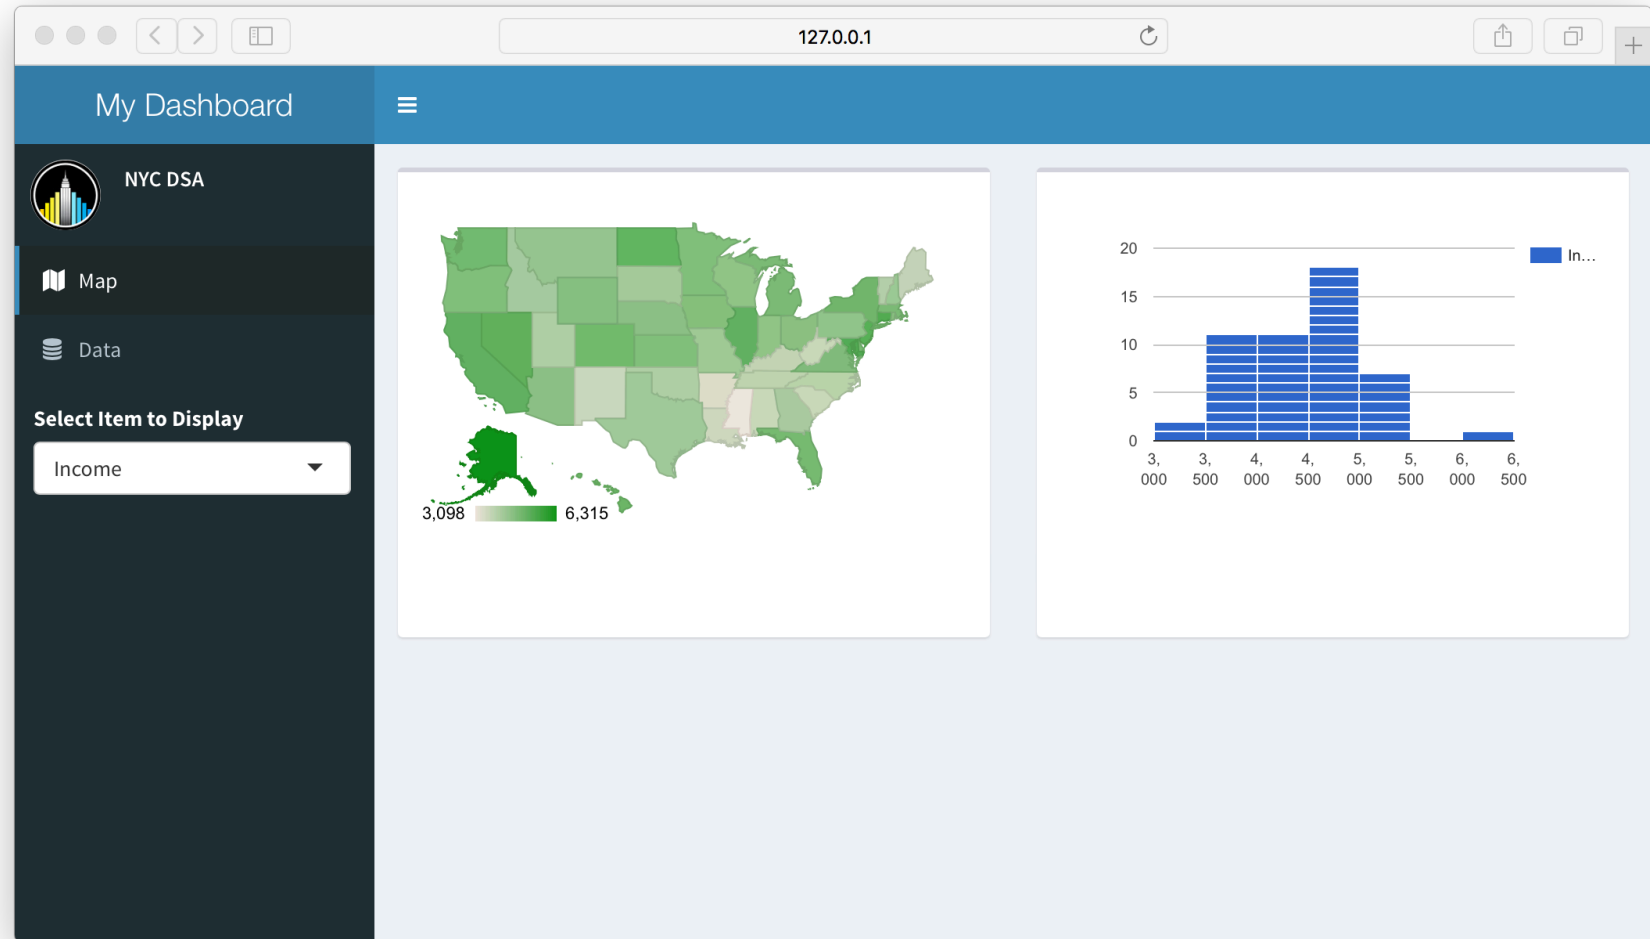 127.0.0.1
My Dashboard
NYC DSA
Map
Data
Select Item to Display
Income
3,098
6,315
20
15
10
5
0
In...
3, 3, 4, 4, 5, 5, 6, 6,
000 500 000 500 000 500 000 500